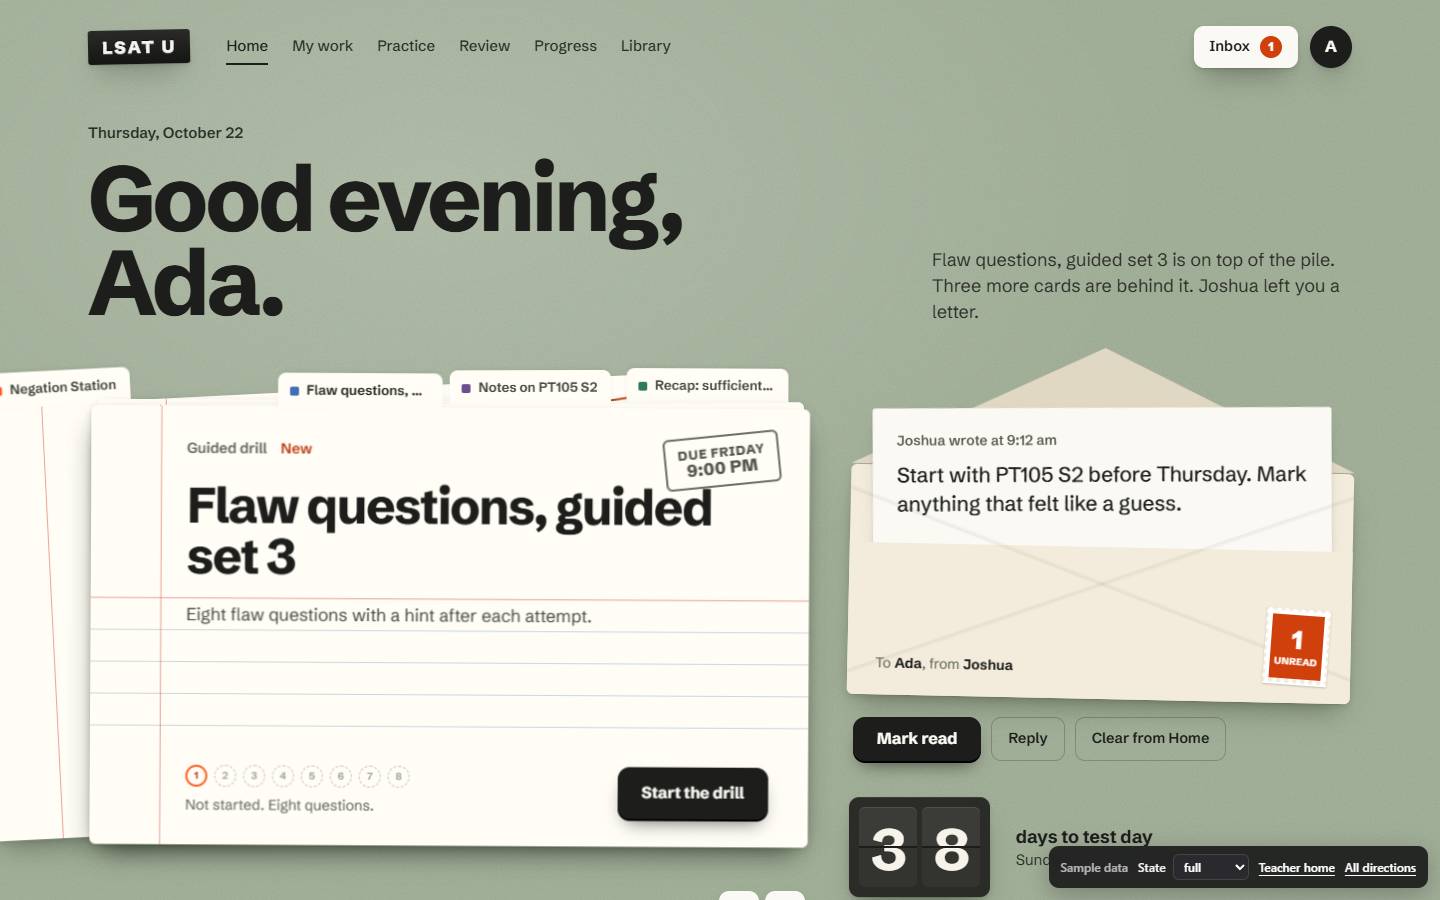 LSAT U
Home
My work
Practice
Review
Progress
Library
Inbox 1
A
Thursday, October 22
Good evening,
Ada.
Flaw questions, guided set 3 is on top of the pile.
Three more cards are behind it. Joshua left you a
letter.
Negation Station
Flaw questions, ...
Notes on PT105 S2
Recap: sufficient...
Guided drill New
DUE FRIDAY
9:00 PM
Flaw questions, guided
set 3
Eight flaw questions with a hint after each attempt.
1 2 3 4 5 6 7 8
Not started. Eight questions.
Start the drill
Joshua wrote at 9:12 am
Start with PT105 S2 before Thursday. Mark
anything that felt like a guess.
To Ada, from Joshua
1
UNREAD
Mark read
Reply
Clear from Home
38
days to test day
Sample data State full Teacher home All directions